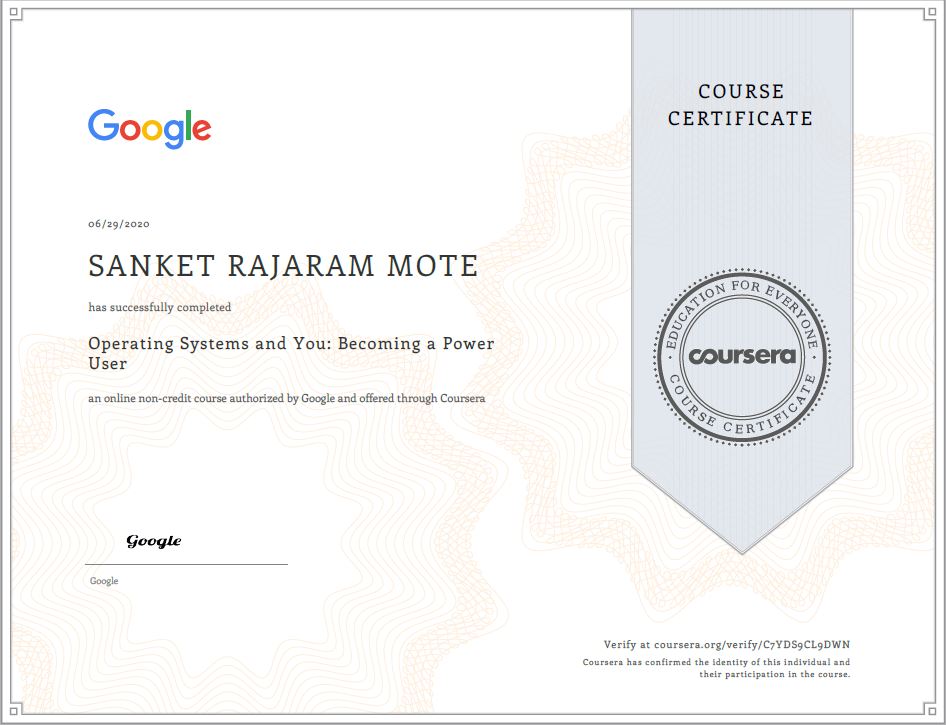 COURSE
CERTIFICATE
Google
06/29/2020
SANKET RAJARAM MOTE
has successfully completed
Operating Systems and You: Becoming a Power
User
an online non-credit course authorized by Google and offered through Coursera
EDUCATION FOR EVERYONE
coursera
COURSE CERTIFICATE
Google
Google
Verify at coursera.org/verify/C7YDS9CL9DWN
Coursera has confirmed the identity of this individual and
their participation in the course.